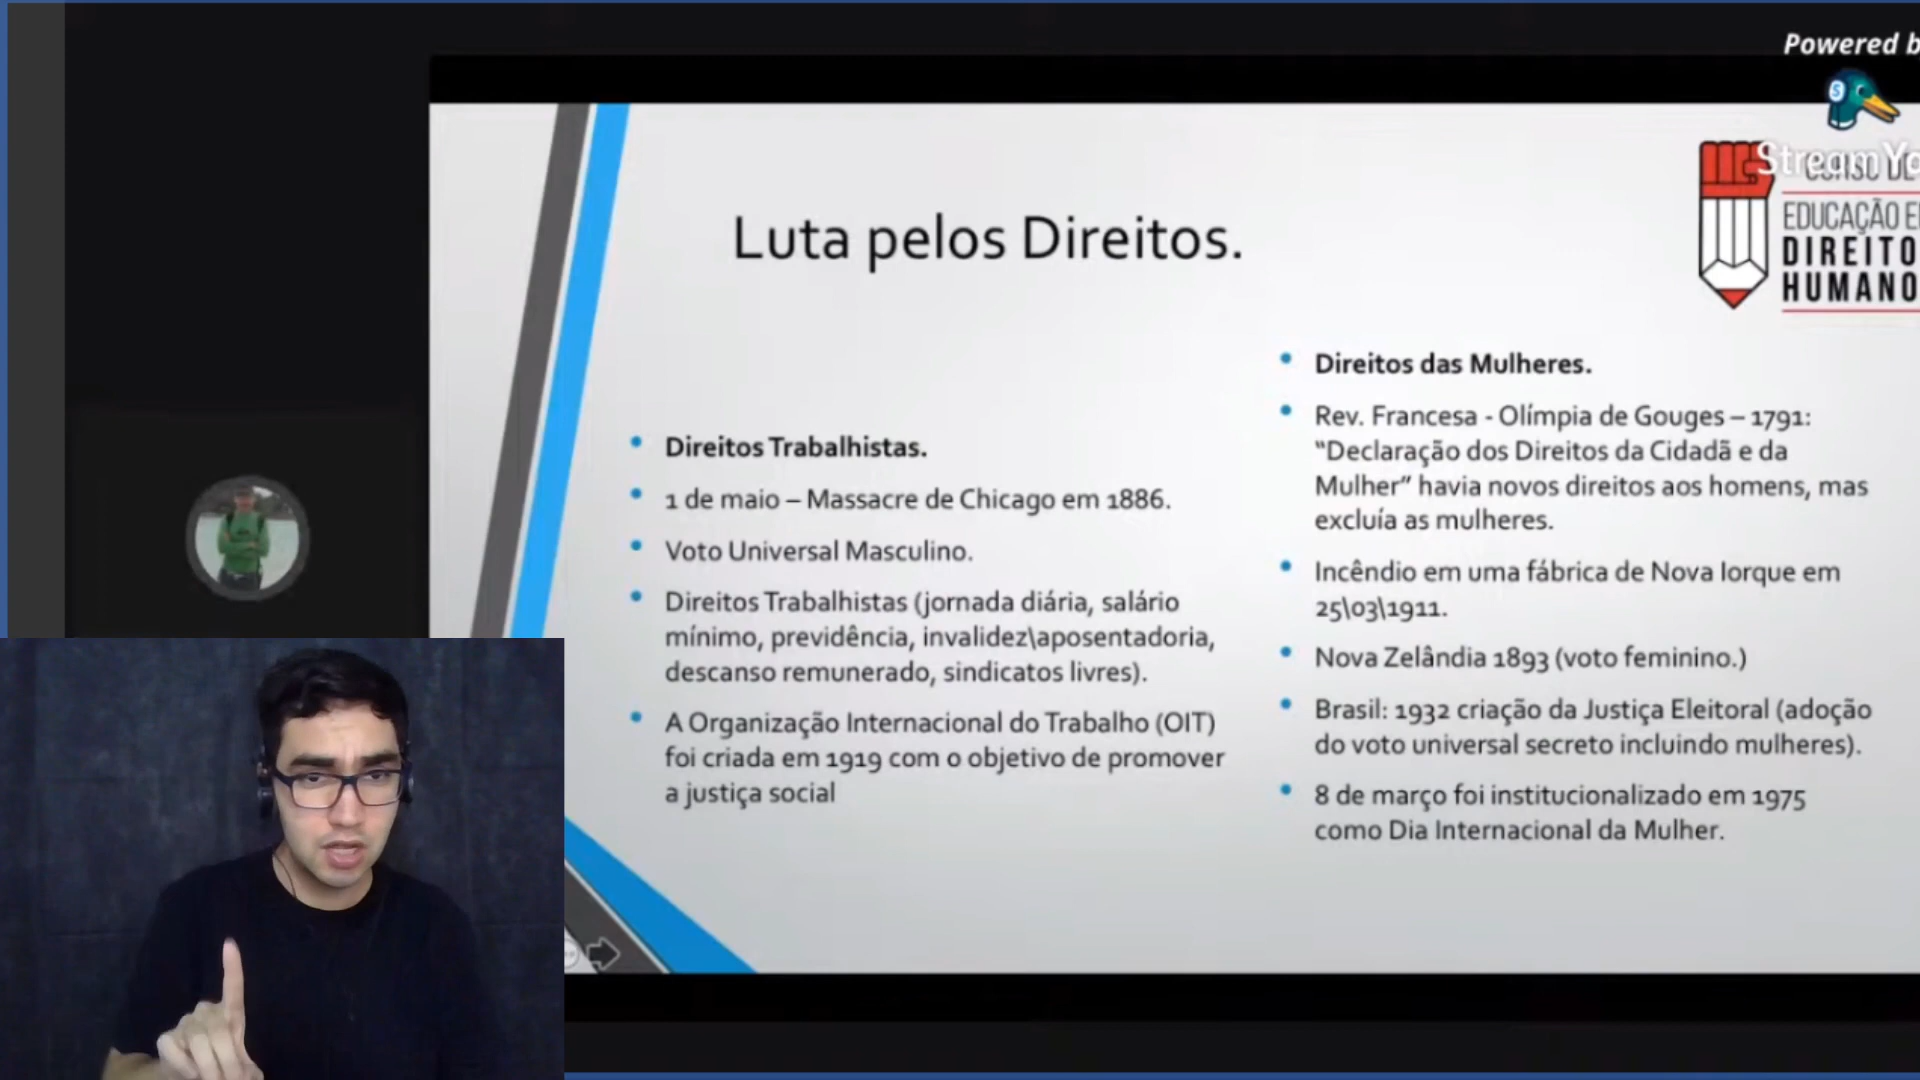 Powered
StreamY
CURSO DE
EDUCAÇÃO E
DIREITO
HUMANO
Luta pelos Direitos.
Direitos Trabalhistas.
1 de maio – Massacre de Chicago em 1886.
Voto Universal Masculino.
Direitos Trabalhistas (jornada diária, salário
mínimo, previdência, invalidez\aposentadoria,
descanso remunerado, sindicatos livres).
A Organização Internacional do Trabalho (OIT)
foi criada em 1919 com o objetivo de promover
a justiça social
Direitos das Mulheres.
Rev. Francesa - Olímpia de Gouges – 1791:
“Declaração dos Direitos da Cidadã e da
Mulher” havia novos direitos aos homens, mas
excluía as mulheres.
Incêndio em uma fábrica de Nova Iorque em
25\03\1911.
Nova Zelândia 1893 (voto feminino.)
Brasil: 1932 criação da Justiça Eleitoral (adoção
do voto universal secreto incluindo mulheres).
8 de março foi institucionalizado em 1975
como Dia Internacional da Mulher.